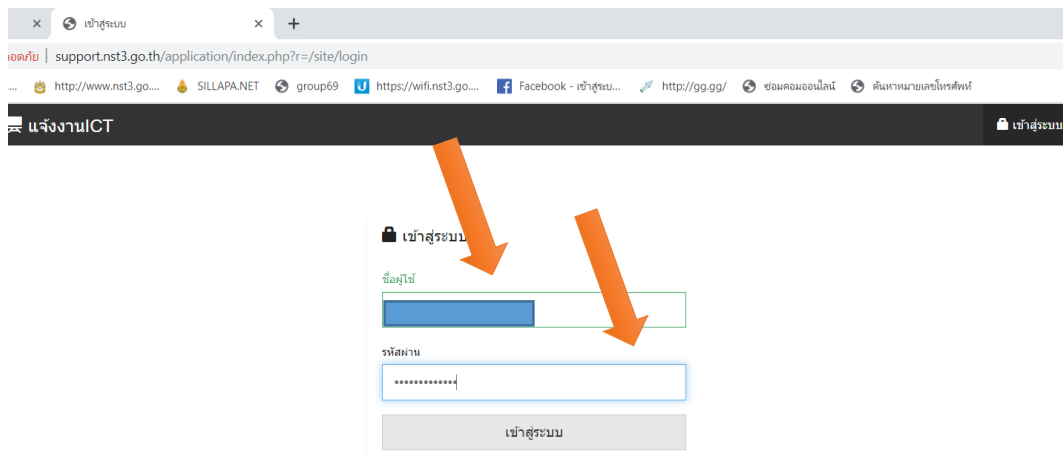 เข้าสู่ระบบ
support.nst3.go.th/application/index.php?r=/site/login
http://www.nst3.go.... SILLAPA.NET group69 https://wifi.nst3.go.... Facebook - เข้าสู่ระบ... http://gg.gg/ ซ่อมคอมออนไลน์ ค้นหาหมายเลขโทรศัพท์
แจ้งงานICT เข้าสู่ระบบ
เข้าสู่ระบบ
ชื่อผู้ใช้
รหัสผ่าน
เข้าสู่ระบบ